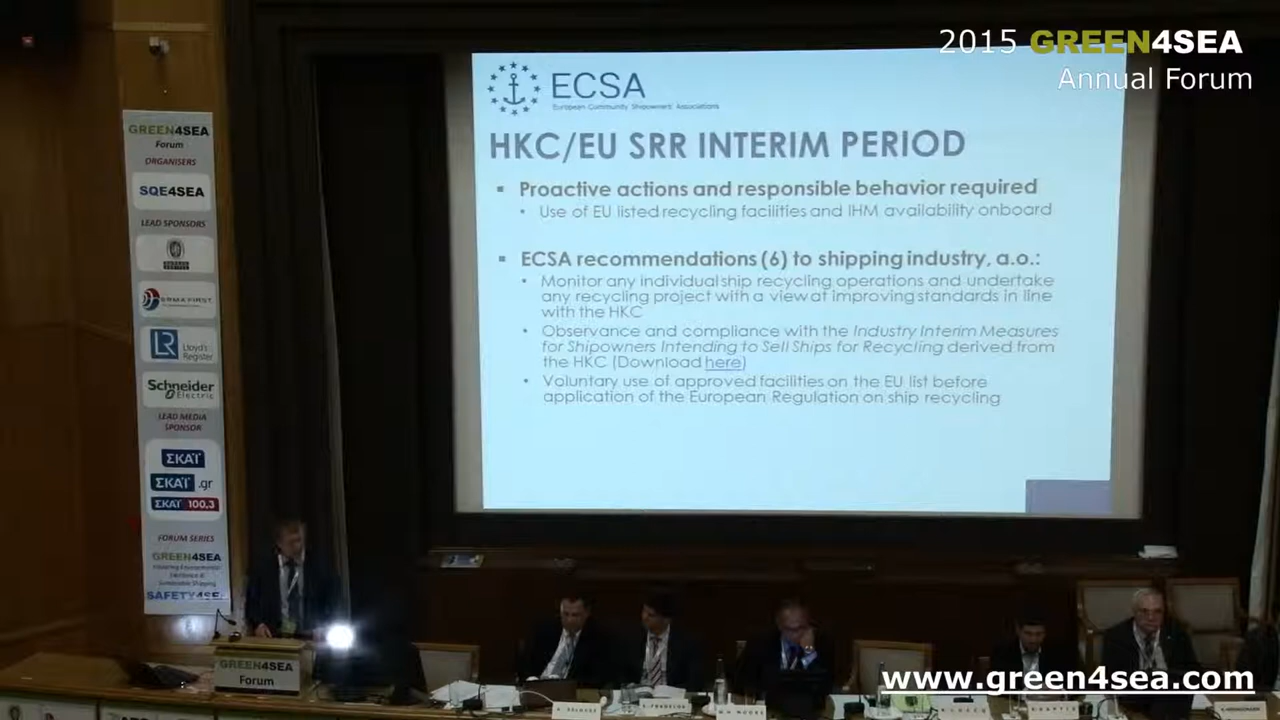 2015 GREEN4SEA
Annual Forum
ECSA
European Community Shipowners' Associations
HKC/EU SRR INTERIM PERIOD
▪ Proactive actions and responsible behavior required
• Use of EU listed recycling facilities and IHM availability onboard
▪ ECSA recommendations (6) to shipping industry, a.o.:
• Monitor any individual ship recycling operations and undertake
any recycling project with a view at improving standards in line
with the HKC
• Observance and compliance with the Industry Interim Measures
for Shipowners Intending to Sell Ships for Recycling derived from
the HKC (Download here)
• Voluntary use of approved facilities on the EU list before
application of the European Regulation on ship recycling
GREEN4SEA
Forum
ORGANISERS
SQE4SEA
LEAD SPONSORS
ERMA FIRST
LR Lloyd's
Register
Schneider
Electric
LEAD MEDIA
SPONSOR
ΣΚΑΪ
ΣΚΑΪ .gr
ΣΚΑΪ 100,3
FORUM SERIES
GREEN4SEA
Sustainable Shipping
SAFETY4SEA
GREEN4SEA
Forum
www.green4sea.com